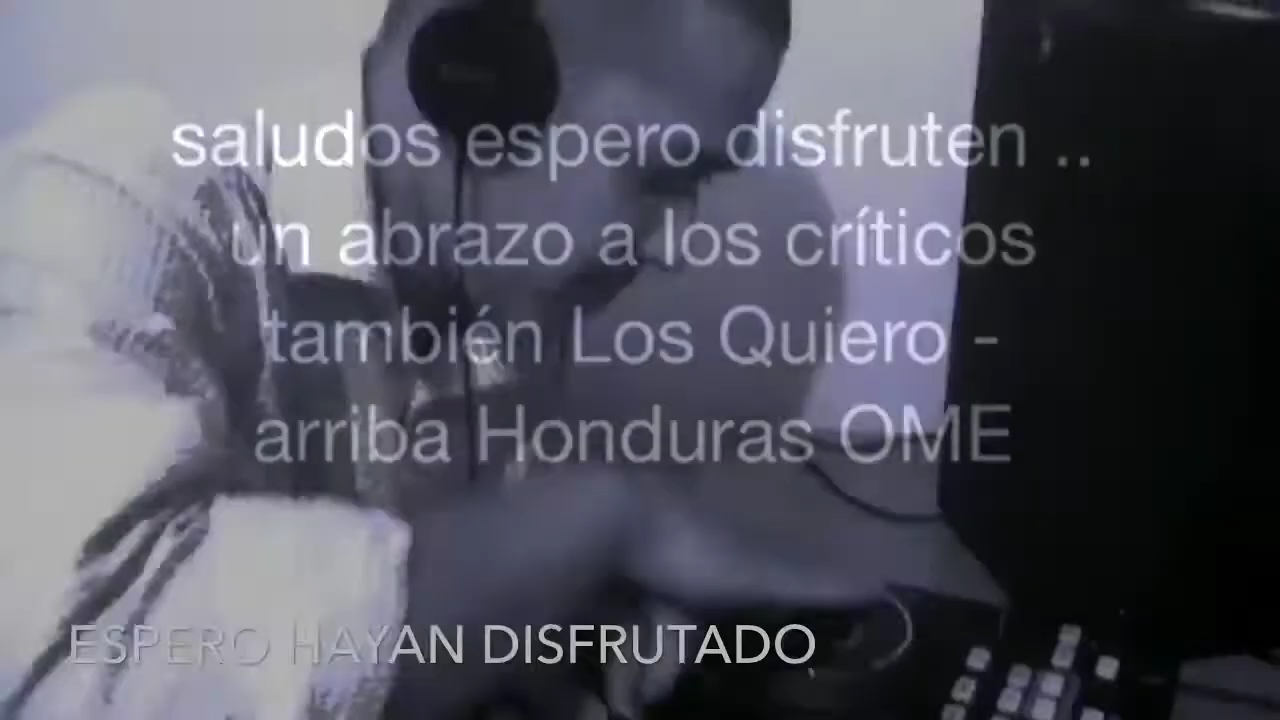 saludos espero disfruten ..
un abrazo a los críticos
también Los Quiero -
arriba Honduras OME
ESPERO HAYAN DISFRUTADO